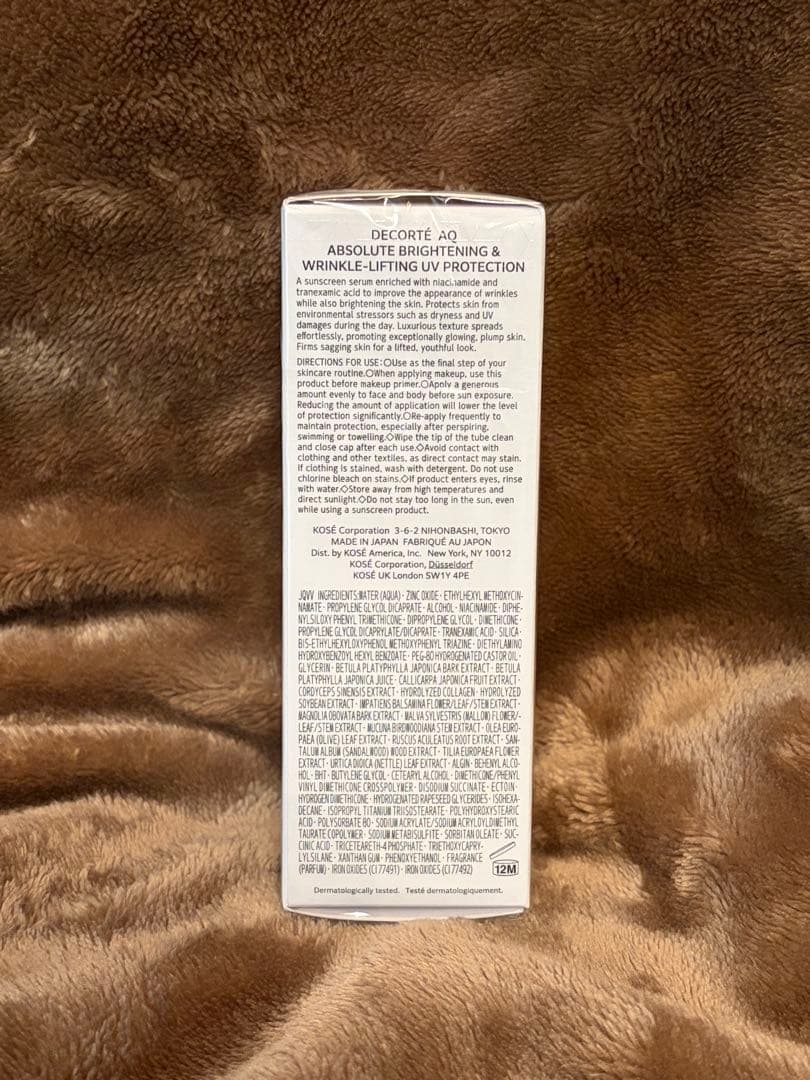 DECORTÉ AQ
ABSOLUTE BRIGHTENING &
WRINKLE-LIFTING UV PROTECTION
A sunscreen serum enriched with niacinamide and
tranexamic acid to improve the appearance of wrinkles
while also brightening the skin. Protects skin from
environmental stressors such as dryness and UV
damages during the day. Luxurious texture spreads
effortlessly, promoting exceptionally glowing, plump skin.
Firms sagging skin for a lifted, youthful look.
DIRECTIONS FOR USE:○Use as the final step of your
skincare routine.○When applying makeup, use this
product before makeup primer.○Apply a generous
amount evenly to face and body before sun exposure.
Reducing the amount of application will lower the level
of protection significantly.○Re-apply frequently to
maintain protection, especially after perspiring,
swimming or towelling.◇Wipe the tip of the tube clean
and close cap after each use.◇Avoid contact with
clothing and other textiles, as direct contact may stain.
If clothing is stained, wash with detergent. Do not use
chlorine bleach on stains.◇If product enters eyes, rinse
with water.◇Store away from high temperatures and
direct sunlight.◇Do not stay too long in the sun, even
while using a sunscreen product.
KOSÉ Corporation 3-6-2 NIHONBASHI, TOKYO
MADE IN JAPAN FABRIQUÉ AU JAPON
Dist. by KOSÉ America, Inc. New York, NY 10012
KOSÉ Corporation, Düsseldorf
KOSÉ UK London SW1Y 4PE
JQVV INGREDIENTS:WATER (AQUA)・ZINC OXIDE・ETHYLHEXYL METHOXYCIN-
NAMATE・PROPYLENE GLYCOL DICAPRATE・ALCOHOL・NIACINAMIDE・DIPHE-
NYLSILOXY PHENYL TRIMETHICONE・DIPROPYLENE GLYCOL・DIMETHICONE・
PROPYLENE GLYCOL DICAPRYLATE/DICAPRATE・TRANEXAMIC ACID・SILICA・
BIS-ETHYLHEXYLOXYPHENOL METHOXYPHENYL TRIAZINE・DIETHYLAMINO
HYDROXYBENZOYL HEXYL BENZOATE・PEG-80 HYDROGENATED CASTOR OIL・
GLYCERIN・BETULA PLATYPHYLLA JAPONICA BARK EXTRACT・BETULA
PLATYPHYLLA JAPONICA JUICE・CALLICARPA JAPONICA FRUIT EXTRACT・
CORDYCEPS SINENSIS EXTRACT・HYDROLYZED COLLAGEN・HYDROLYZED
SOYBEAN EXTRACT・IMPATIENS BALSAMINA FLOWER/LEAF/STEM EXTRACT・
MAGNOLIA OBOVATA BARK EXTRACT・MALVA SYLVESTRIS (MALLOW) FLOWER/-
LEAF/STEM EXTRACT・MUCUNA BIRDWOODIANA STEM EXTRACT・OLEA EURO-
PAEA (OLIVE) LEAF EXTRACT・RUSCUS ACULEATUS ROOT EXTRACT・SAN-
TALUM ALBUM (SANDALWOOD) WOOD EXTRACT・TILIA EUROPAEA FLOWER
EXTRACT・URTICA DIOICA (NETTLE) LEAF EXTRACT・ALGIN・BEHENYL ALCO-
HOL・BHT・BUTYLENE GLYCOL・CETEARYL ALCOHOL・DIMETHICONE/PHENYL
VINYL DIMETHICONE CROSSPOLYMER・DISODIUM SUCCINATE・ECTOIN・
HYDROGEN DIMETHICONE・HYDROGENATED RAPESEED GLYCERIDES・ISOHEXA-
DECANE・ISOPROPYL TITANIUM TRIISOSTEARATE・POLYHYDROXYSTEARIC
ACID・POLYSORBATE 80・SODIUM ACRYLATE/SODIUM ACRYLOYLDIMETHYL
TAURATE COPOLYMER・SODIUM METABISULFITE・SORBITAN OLEATE・SUC-
CINIC ACID・TRICETEARETH-4 PHOSPHATE・TRIETHOXYCAPRY-
LYLSILANE・XANTHAN GUM・PHENOXYETHANOL・FRAGRANCE
(PARFUM)・IRON OXIDES (CI 77491)・IRON OXIDES (CI 77492)
12M
Dermatologically tested. Testé dermatologiquement.